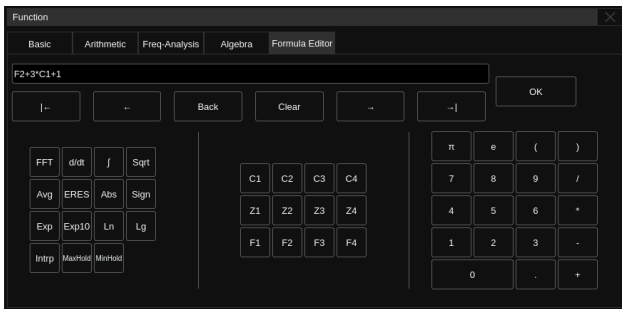 Function
Basic Arithmetic Freq-Analysis Algebra Formula Editor
F2+3*C1+1
OK
|← ← Back Clear → →|
π e ( )
FFT d/dt ∫ Sqrt
C1 C2 C3 C4
7 8 9 /
Avg ERES Abs Sign
Z1 Z2 Z3 Z4
4 5 6 *
Exp Exp10 Ln Lg
F1 F2 F3 F4
1 2 3 -
Intrp MaxHold MinHold
0 . +